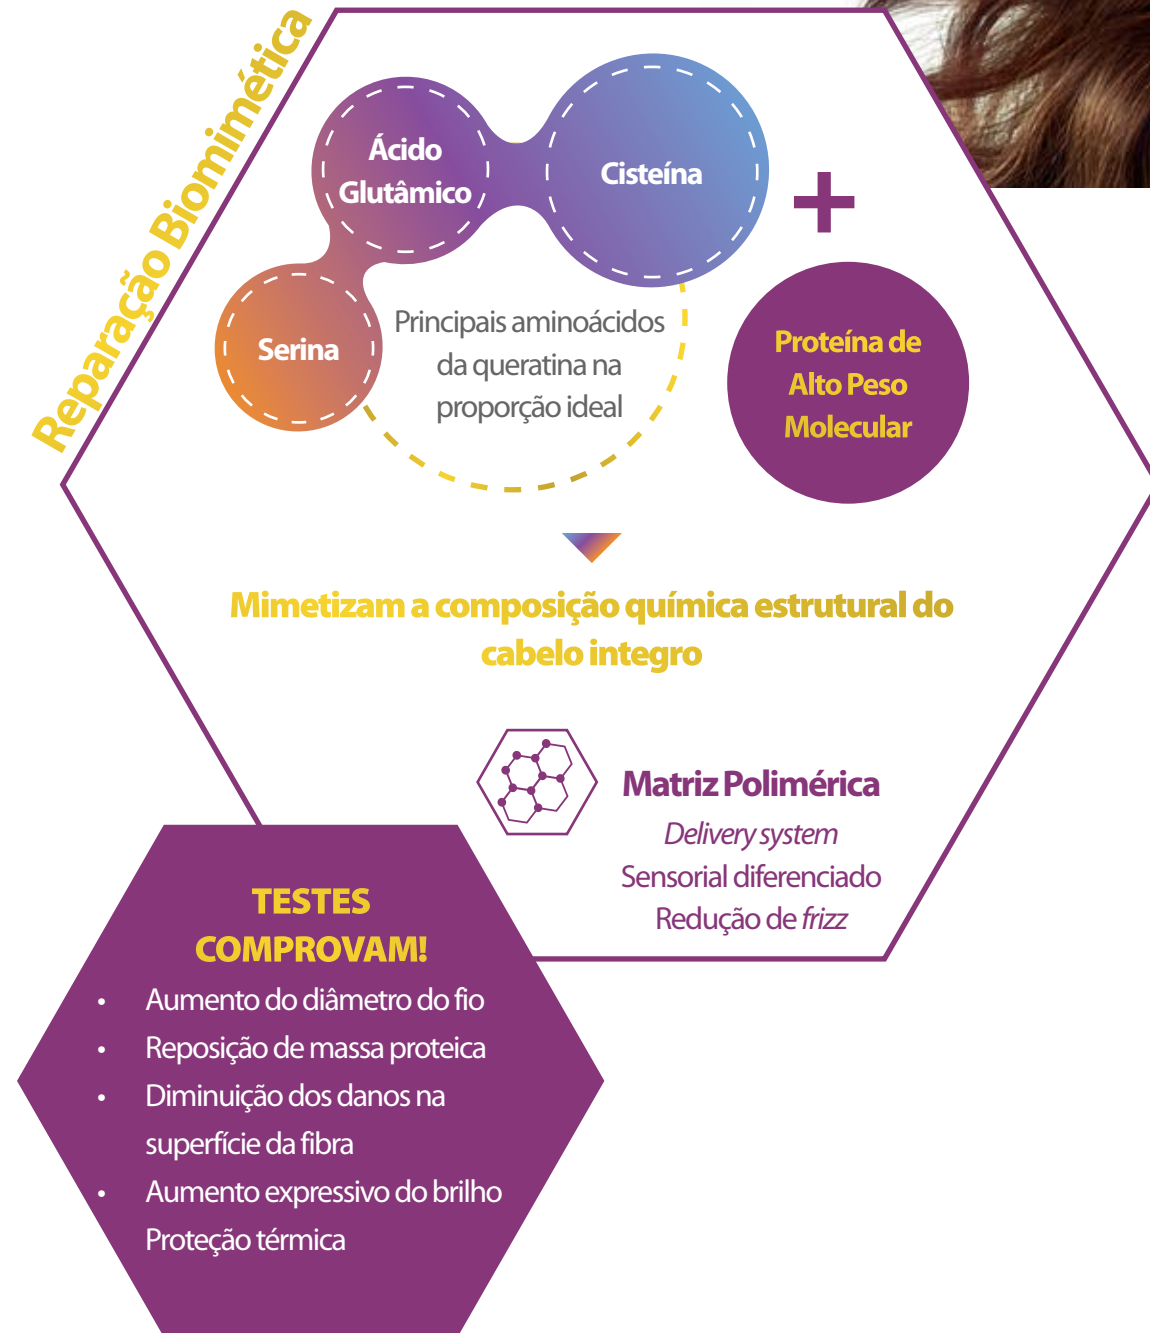 Reparação Biomimética
Ácido
Glutâmico
Cisteína
Serina
Principais aminoácidos
da queratina na
proporção ideal
+
Proteína de
Alto Peso
Molecular
Mimetizam a composição química estrutural do
cabelo integro
Matriz Polimérica
Delivery system
Sensorial diferenciado
Redução de frizz
TESTES
COMPROVAM!
• Aumento do diâmetro do fio
• Reposição de massa proteica
• Diminuição dos danos na
superfície da fibra
• Aumento expressivo do brilho
Proteção térmica